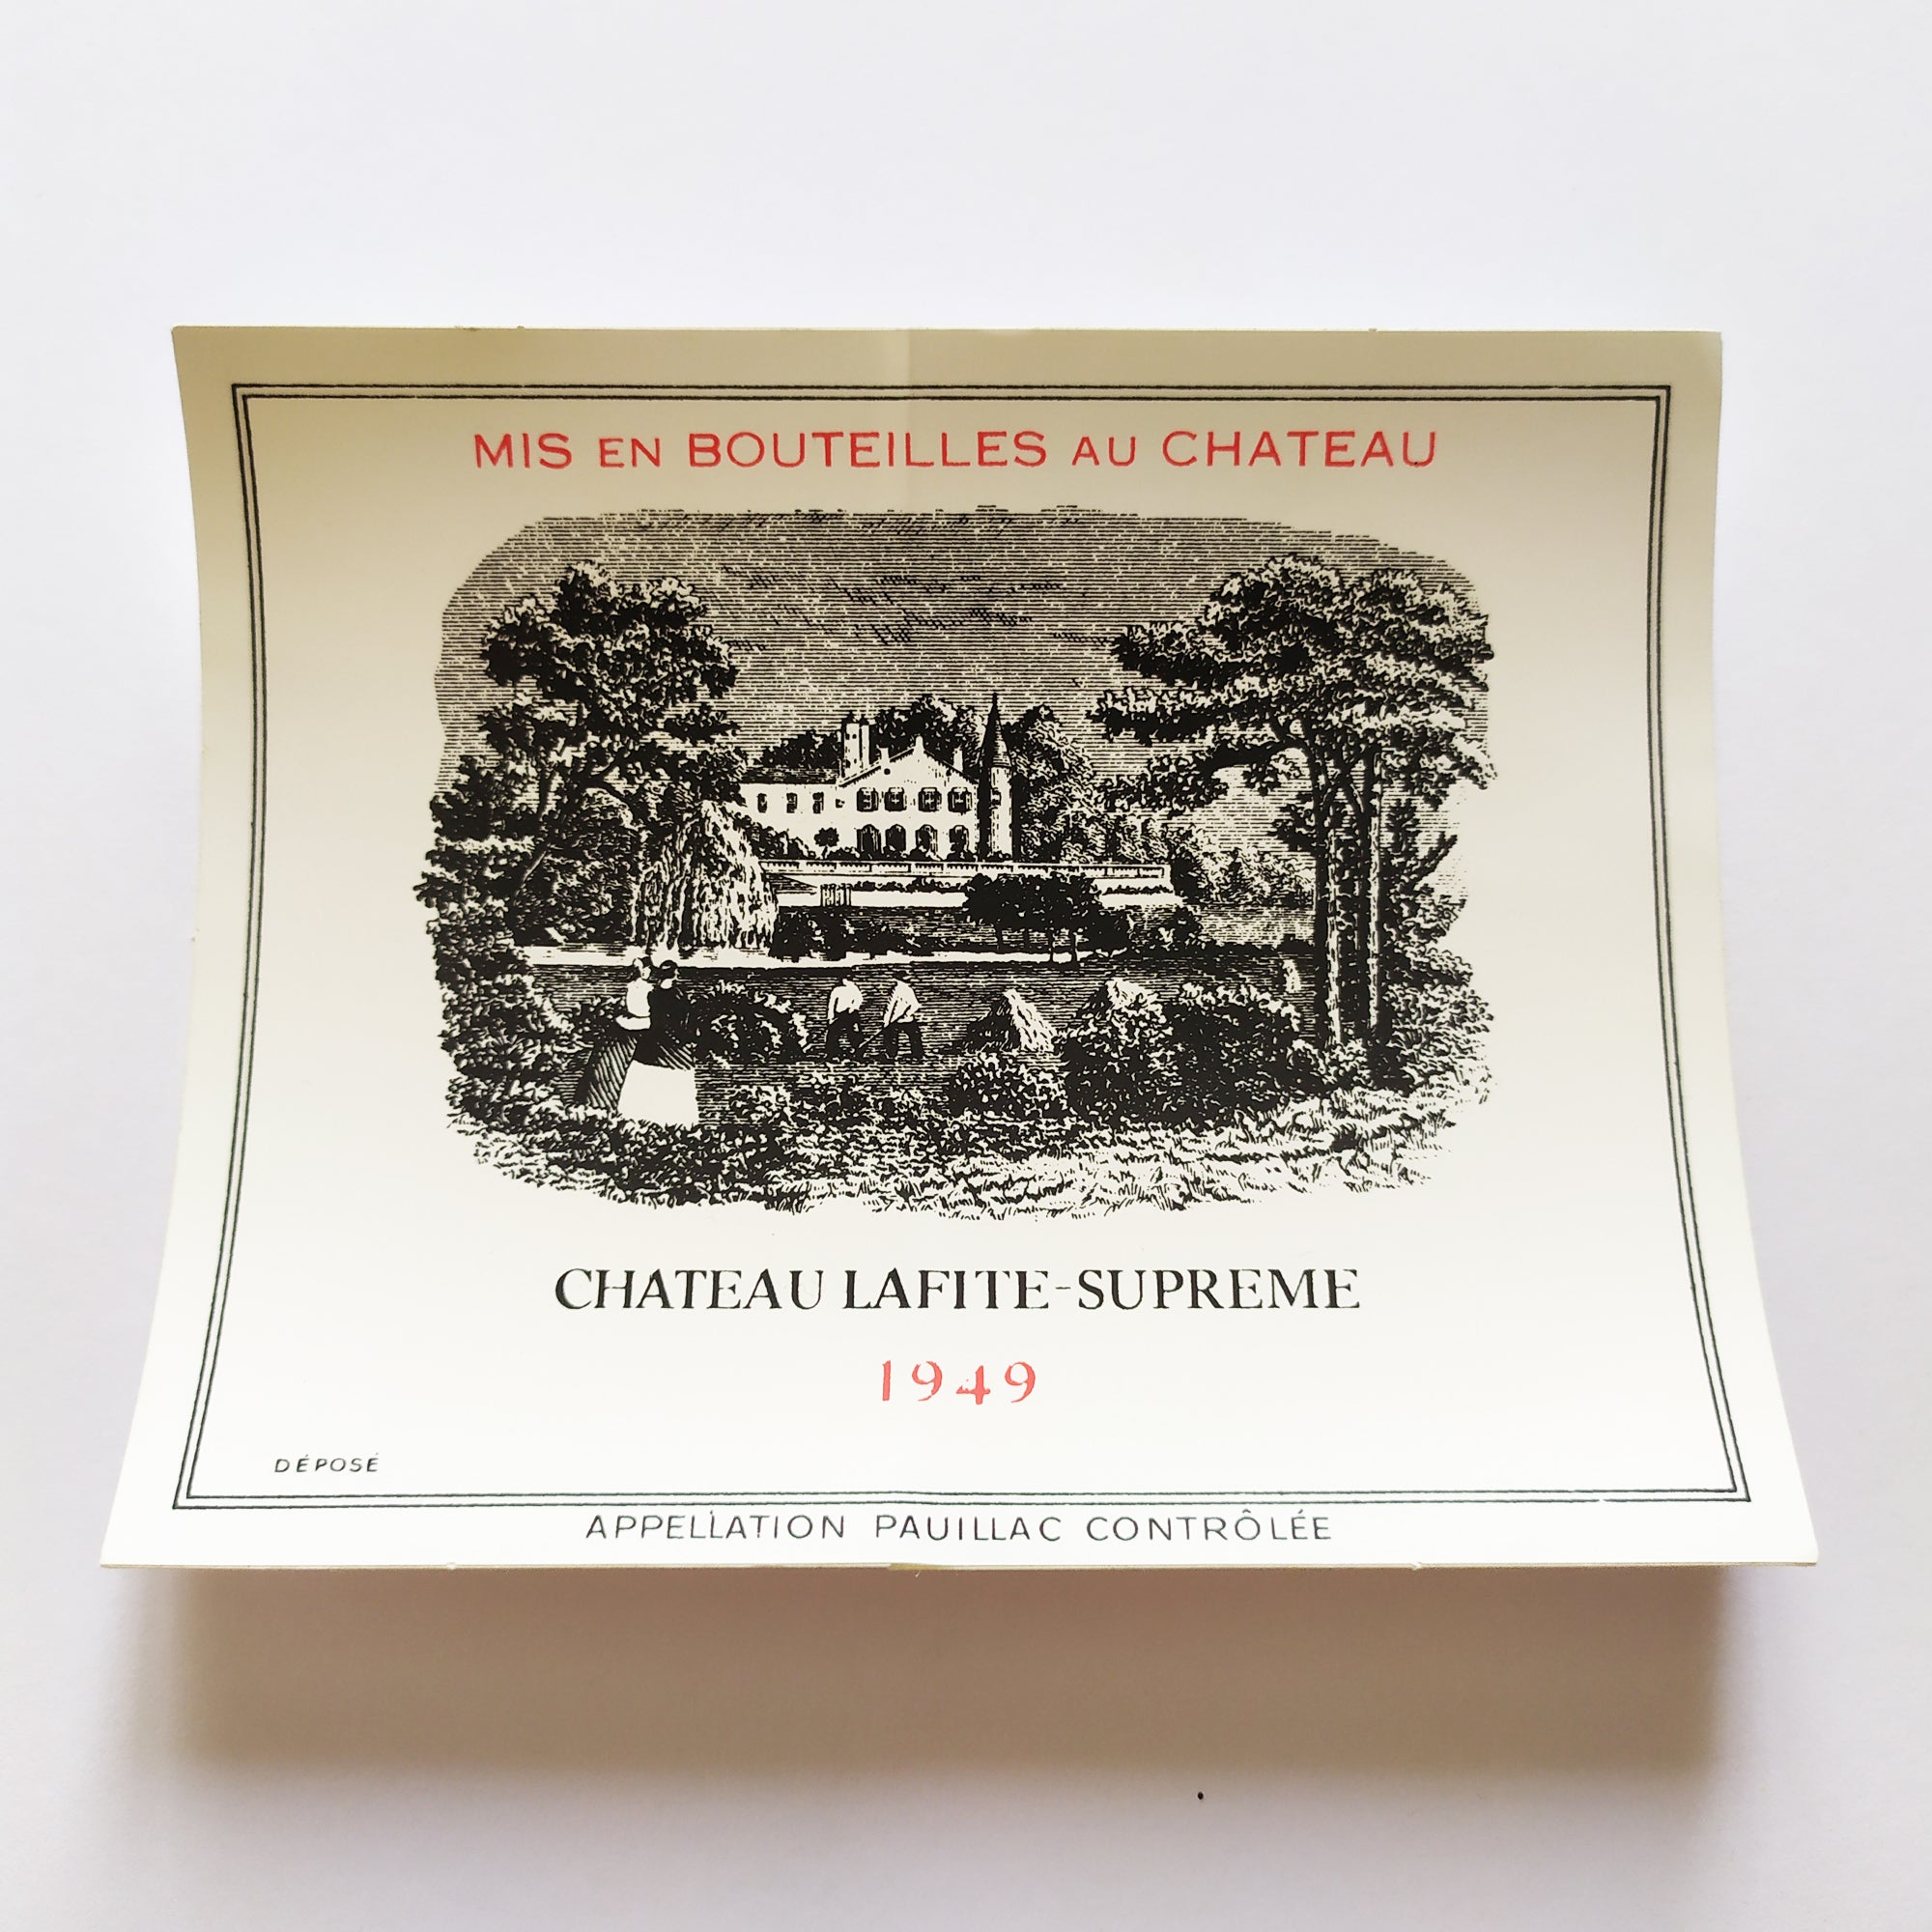 MIS EN BOUTEILLES AU CHATEAU
CHATEAU LAFITE-SUPREME
1949
DÉPOSÉ
APPELLATION PAUILLAC CONTRÔLÉE